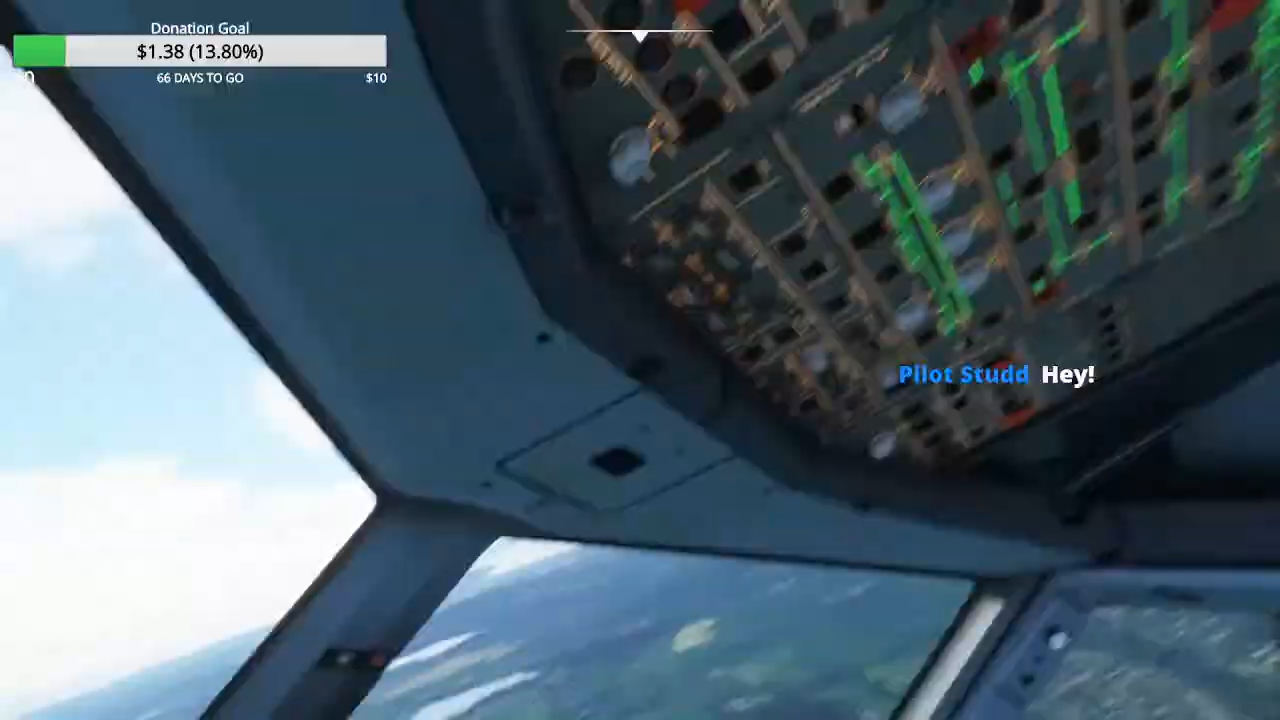 Donation Goal
$1.38 (13.80%)
66 DAYS TO GO
$10
Pilot Studd Hey!